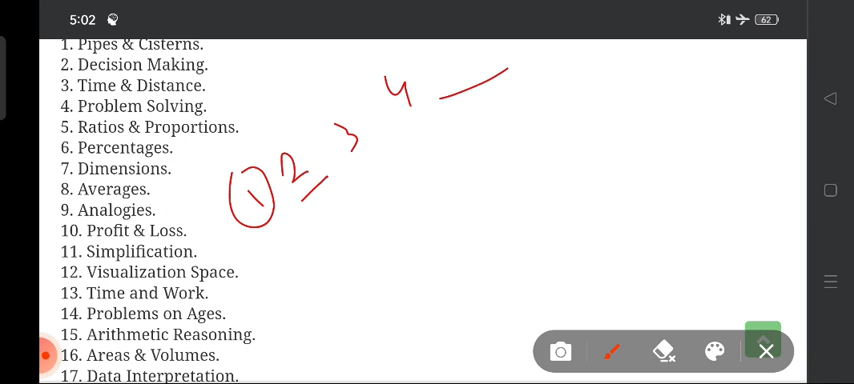 5:02
62
1. Pipes & Cisterns.
2. Decision Making.
3. Time & Distance.
4. Problem Solving.
5. Ratios & Proportions.
6. Percentages.
7. Dimensions.
8. Averages.
9. Analogies.
10. Profit & Loss.
11. Simplification.
12. Visualization Space.
13. Time and Work.
14. Problems on Ages.
15. Arithmetic Reasoning.
16. Areas & Volumes.
17. Data Interpretation.
1 2 3 4